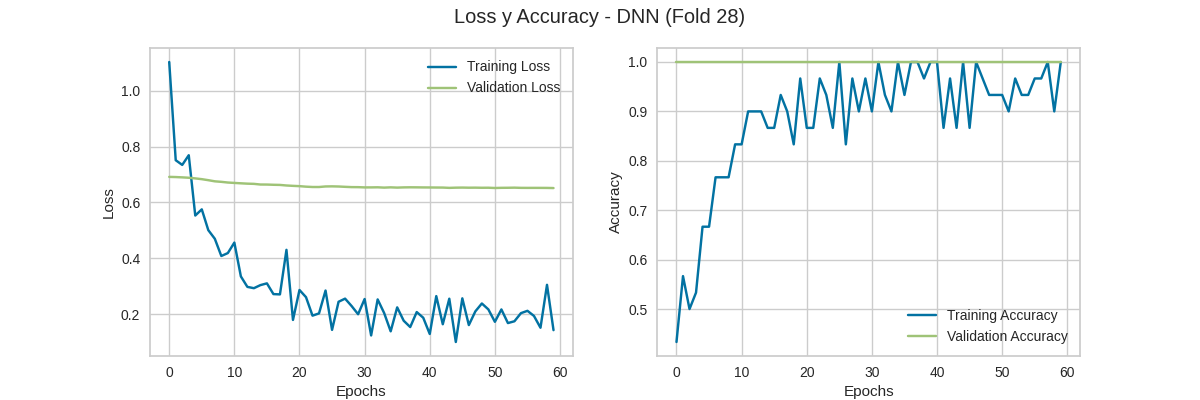 Loss y Accuracy - DNN (Fold 28)
Loss
1.0
0.8
0.6
0.4
0.2
0 10 20 30 40 50 60
Epochs
Training Loss
Validation Loss
Accuracy
1.0
0.9
0.8
0.7
0.6
0.5
0 10 20 30 40 50 60
Epochs
Training Accuracy
Validation Accuracy